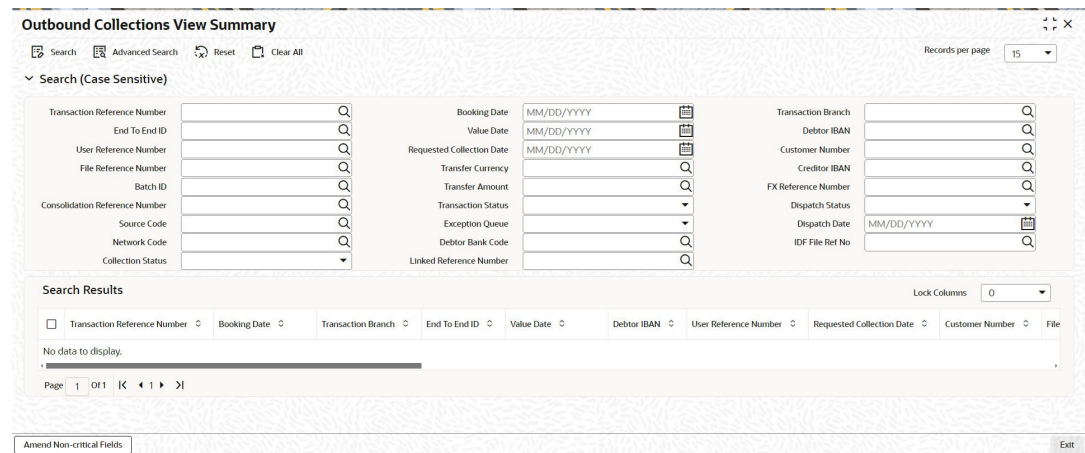 Outbound Collections View Summary
Search Advanced Search Reset Clear All Records per page 15
Search (Case Sensitive)
Transaction Reference Number Booking Date MM/DD/YYYY Transaction Branch
End To End ID Value Date MM/DD/YYYY Debtor IBAN
User Reference Number Requested Collection Date MM/DD/YYYY Customer Number
File Reference Number Transfer Currency Creditor IBAN
Batch ID Transfer Amount FX Reference Number
Consolidation Reference Number Transaction Status Dispatch Status
Source Code Exception Queue Dispatch Date MM/DD/YYYY
Network Code Debtor Bank Code IDF File Ref No
Collection Status Linked Reference Number
Search Results Lock Columns 0
Transaction Reference Number Booking Date Transaction Branch End To End ID Value Date Debtor IBAN User Reference Number Requested Collection Date Customer Number File
No data to display.
Page 1 Of 1 1
Amend Non-critical Fields Exit